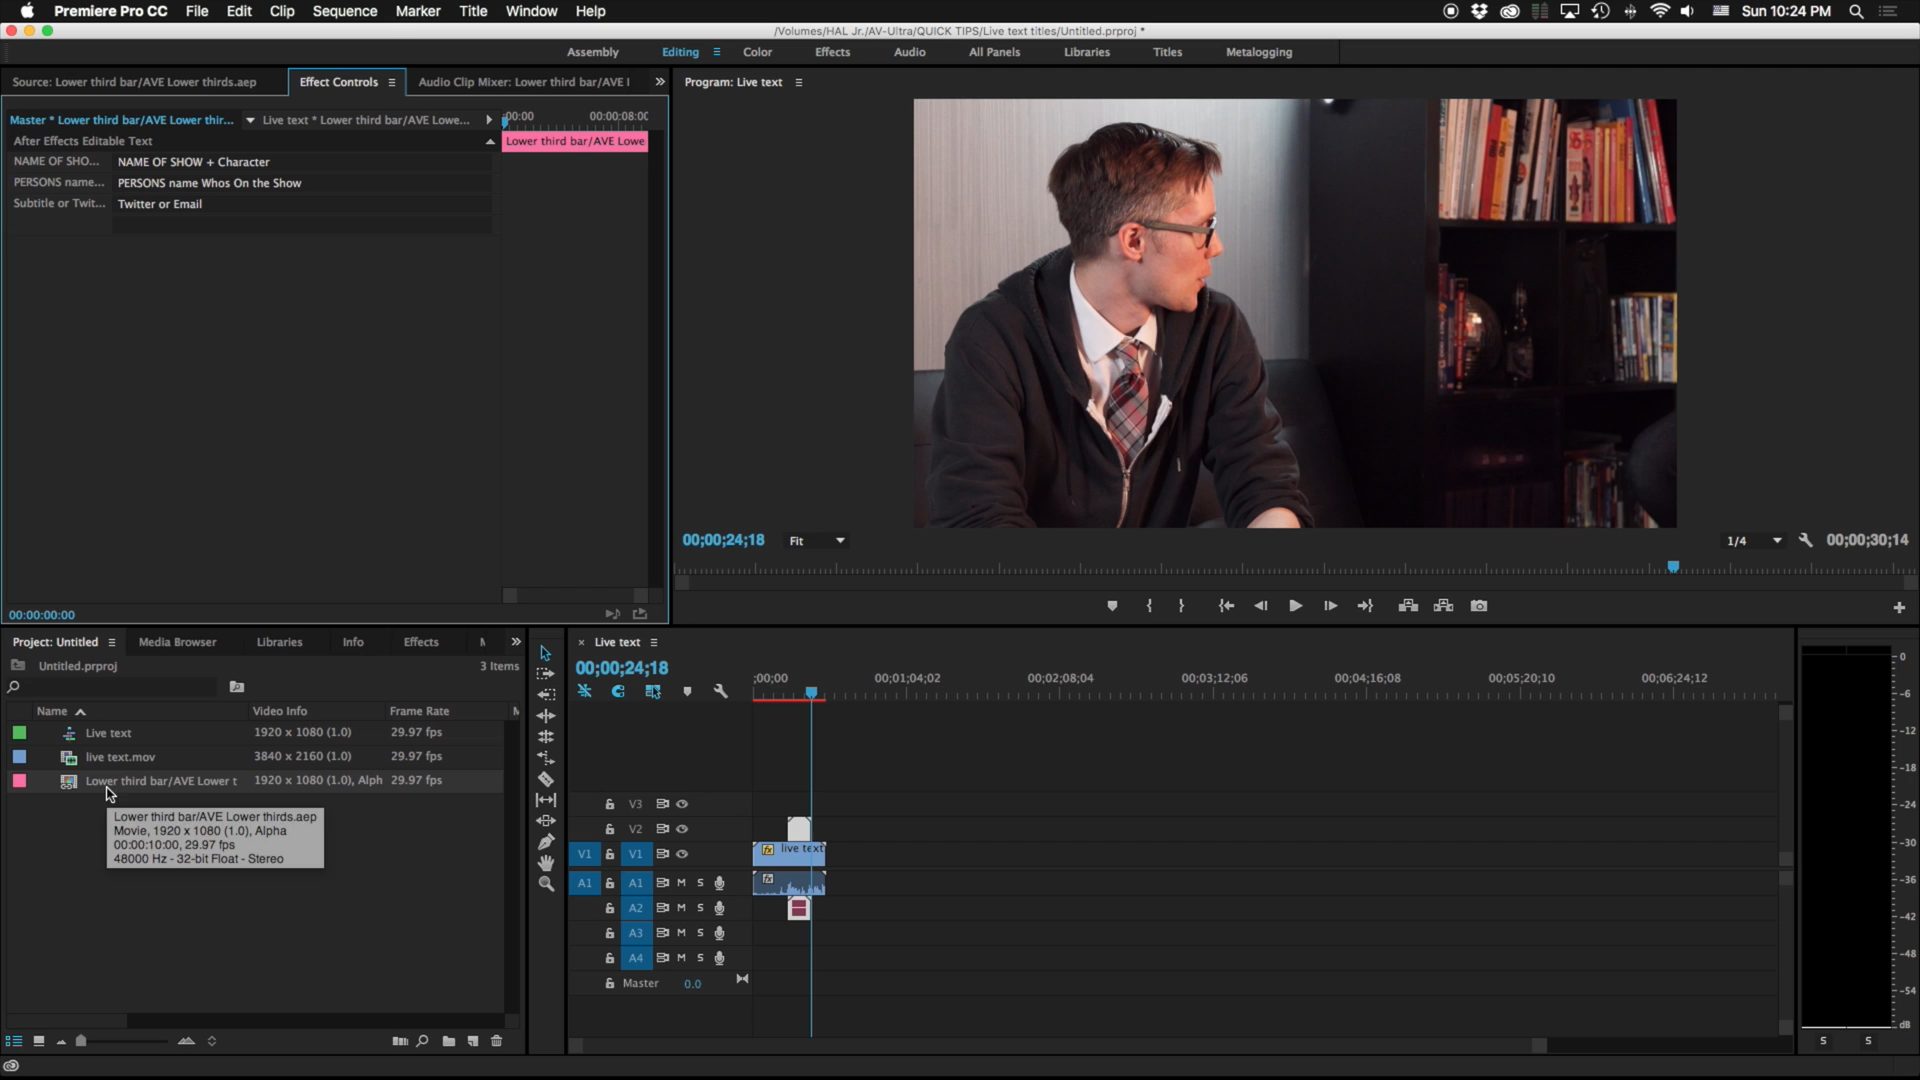 Premiere Pro CC File Edit Clip Sequence Marker Title Window Help
Sun 10:24 PM
/Volumes/HAL Jr./AV-Ultra/QUICK TIPS/Live text titles/Untitled.prproj *
Assembly Editing Color Effects Audio All Panels Libraries Titles Metalogging
Source: Lower third bar/AVE Lower thirds.aep Effect Controls Audio Clip Mixer: Lower third bar/AVE l
Program: Live text
Master * Lower third bar/AVE Lower thir... Live text * Lower third bar/AVE Lowe... :00:00 00:00:08:00
After Effects Editable Text
Lower third bar/AVE Lowe
NAME OF SHO... NAME OF SHOW + Character
PERSONS name... PERSONS name Whos On the Show
Subtitle or Twit... Twitter or Email
00;00;24;18 Fit 1/4 00;00;30;14
00:00:00:00
Project: Untitled Media Browser Libraries Info Effects
Untitled.prproj 3 Items
Name Video Info Frame Rate
Live text 1920 x 1080 (1.0) 29.97 fps
live text.mov 3840 x 2160 (1.0) 29.97 fps
Lower third bar/AVE Lower t 1920 x 1080 (1.0), Alph 29.97 fps
Lower third bar/AVE Lower thirds.aep
Movie, 1920 x 1080 (1.0), Alpha
00:00:10:00, 29.97 fps
48000 Hz - 32-bit Float - Stereo
Live text
00;00;24;18
;00;00 00;01;04;02 00;02;08;04 00;03;12;06 00;04;16;08 00;05;20;10 00;06;24;12
V3
V2
V1 V1 fx live text
A1 A1 M S fx
A2 M S
A3 M S
A4 M S
Master 0.0
0
-6
-12
-18
-24
-30
-36
-42
-48
-54
dB
S S